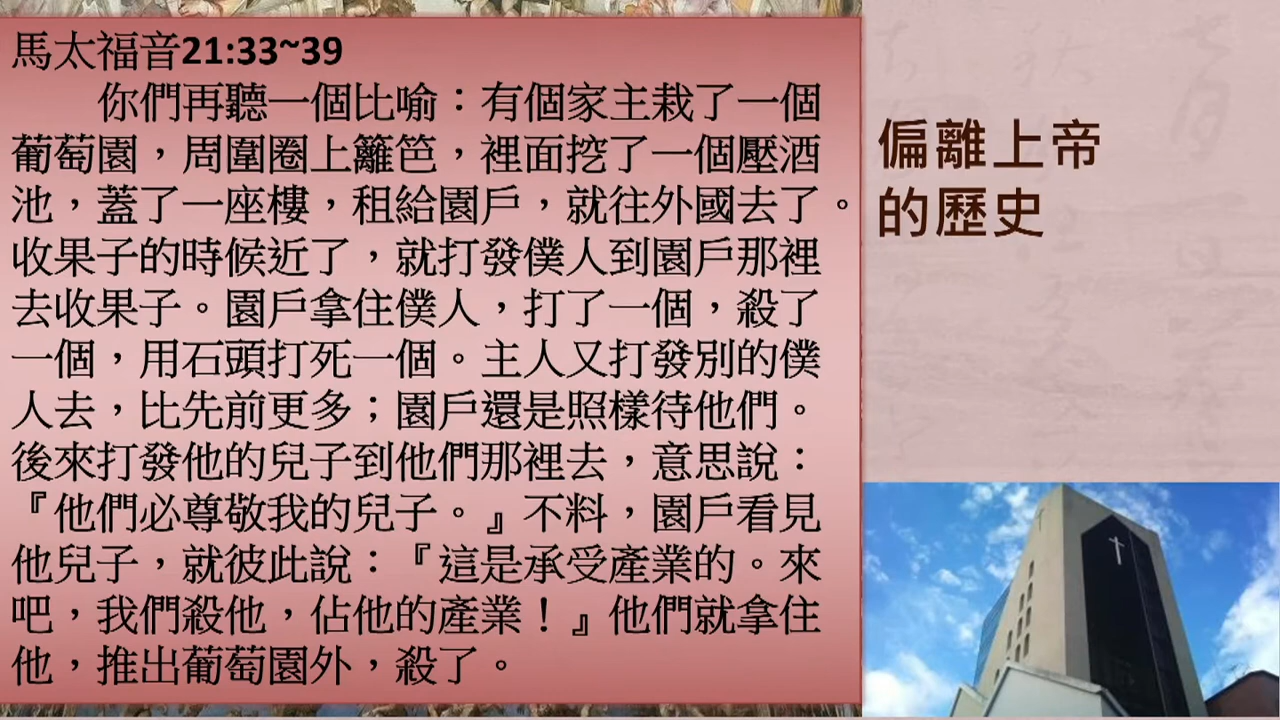 馬太福音21:33~39
你們再聽一個比喻：有個家主栽了一個
葡萄園，周圍圈上籬笆，裡面挖了一個壓酒
池，蓋了一座樓，租給園戶，就往外國去了。
收果子的時候近了，就打發僕人到園戶那裡
去收果子。園戶拿住僕人，打了一個，殺了
一個，用石頭打死一個。主人又打發別的僕
人去，比先前更多；園戶還是照樣待他們。
後來打發他的兒子到他們那裡去，意思說：
『他們必尊敬我的兒子。』不料，園戶看見
他兒子，就彼此說：『這是承受產業的。來
吧，我們殺他，佔他的產業！』他們就拿住
他，推出葡萄園外，殺了。
偏離上帝
的歷史